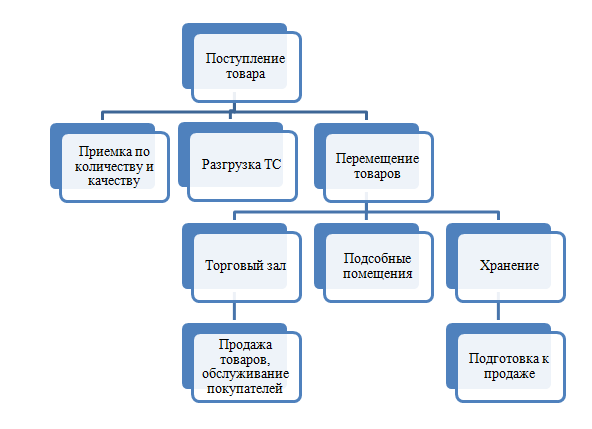 Поступление
товара
Приемка по
количеству и
качеству
Разгрузка ТС
Перемещение
товаров
Торговый зал
Подсобные
помещения
Хранение
Продажа
товаров,
обслуживание
покупателей
Подготовка к
продаже